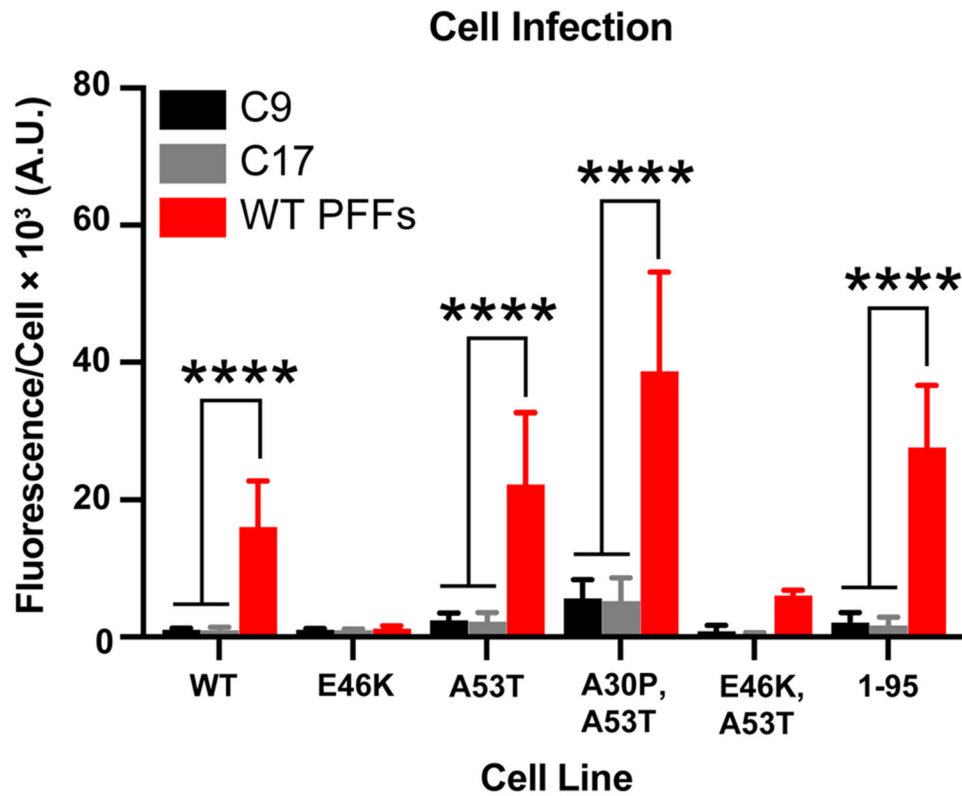 Cell Infection
Fluorescence/Cell × 10³ (A.U.)
80
60
40
20
0
C9
C17
WT PFFs
****
****
****
****
WT
E46K
A53T
A30P,
A53T
E46K,
A53T
1-95
Cell Line